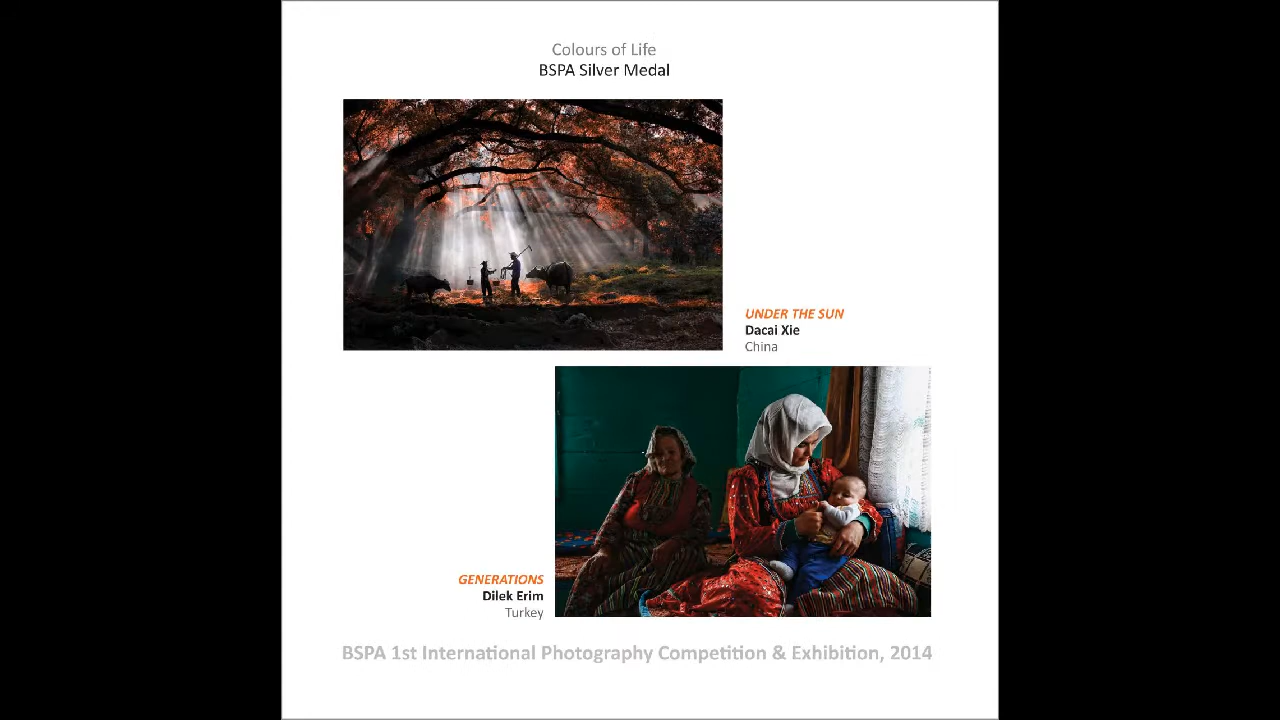 Colours of Life
BSPA Silver Medal
UNDER THE SUN
Dacai Xie
China
GENERATIONS
Dilek Erim
Turkey
BSPA 1st International Photography Competition & Exhibition, 2014